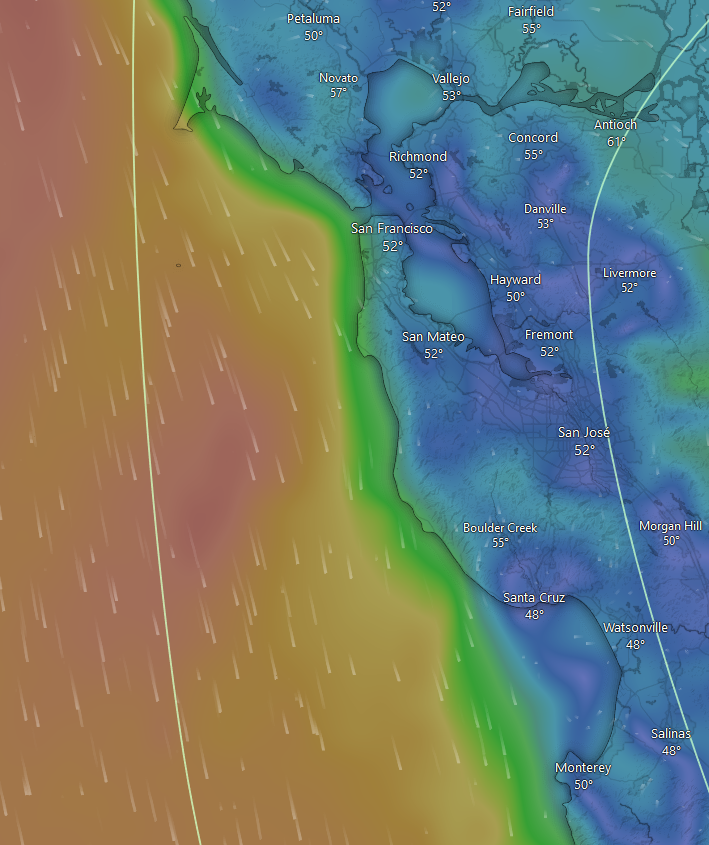 52°
Petaluma
50°
Fairfield
55°
Novato
57°
Vallejo
53°
Antioch
61°
Concord
55°
Richmond
52°
Danville
53°
San Francisco
52°
Livermore
52°
Hayward
50°
San Mateo
52°
Fremont
52°
San José
52°
Boulder Creek
55°
Morgan Hill
50°
Santa Cruz
48°
Watsonville
48°
Salinas
48°
Monterey
50°